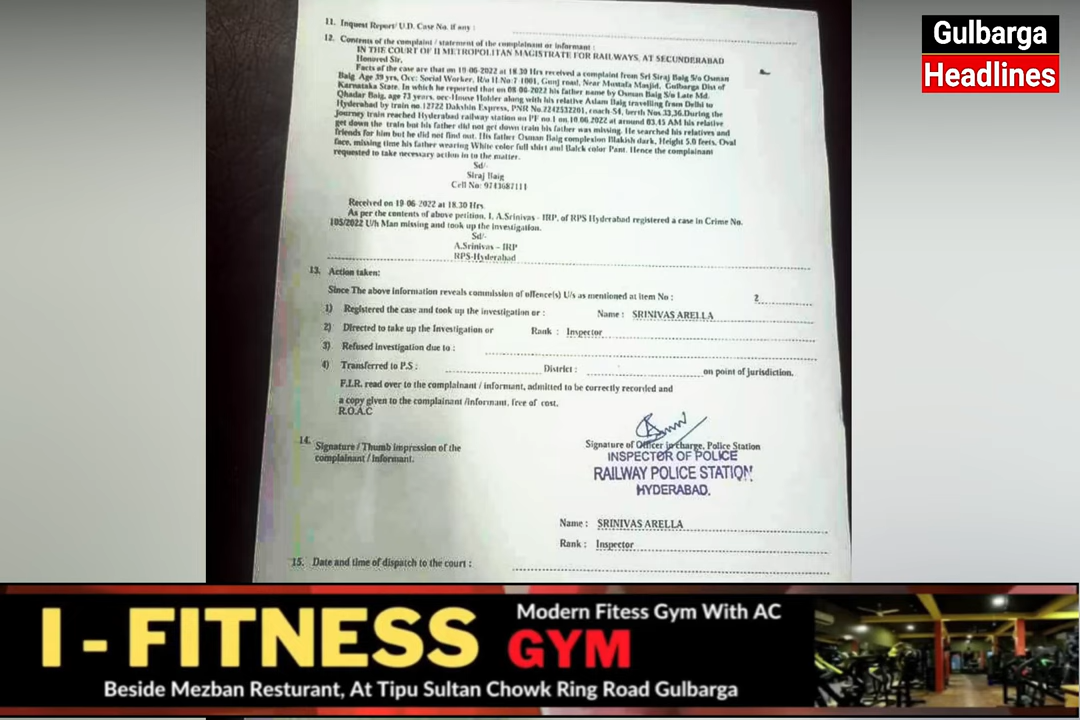 Gulbarga
Headlines
11. Inquest Report/ U.D. Case No. if any :
12. Contents of the complaint / statement of the complainant or informant :
IN THE COURT OF II METROPOLITAN MAGISTRATE FOR RAILWAYS, AT SECUNDERABAD
Honored Sir,
Facts of the case are that on 19-06-2022 at 18.30 Hrs received a complaint from Sri Siraj Baig S/o Osman
Baig Age 39 yrs, Occ: Social Worker, R/o H.No:7-1001, Gunj road, Near Mustafa Masjid, Gulbarga Dist of
Karnataka State. In which he reported that on 08-06-2022 his father name by Osman Baig S/o Late Md.
Qhadar Baig, age 73 years, occ-House Holder along with his relative Aslam Baig travelling from Delhi to
Hyderabad by train no.12722 Dakshin Express, PNR No.2242532201, coach-S4, berth Nos 33,36.During the
journey train reached Hyderabad railway station on PF no.1 on 10.06.2022 at around 03.45 AM his relative
get down the train but his father did not get down train his father was missing. He searched his relatives and
friends for him but he did not find out. His father Osman Baig complexion Blakish dark, Height 5.0 feets, Oval
face, missing time his father wearing White color full shirt and Balck color Pant. Hence the complainant
requested to take necessary action in to the matter.
Sd/-
Siraj Baig
Cell No: 9743687111
Received on 19-06-2022 at 18.30 Hrs.
As per the contents of above petition, I, A.Srinivas - IRP, of RPS Hyderabad registered a case in Crime No.
105/2022 U/h Man missing and took up the investigation.
Sd/-
A.Srinivas - IRP
RPS-Hyderabad
13. Action taken:
Since The above information reveals commission of offence(s) U/s as mentioned at item No : 2
1) Registered the case and took up the investigation or : Name : SRINIVAS ARELLA
2) Directed to take up the Investigation or Rank : Inspector
3) Refused investigation due to :
4) Transferred to P.S : District : on point of jurisdiction.
F.I.R. read over to the complainant / informant, admitted to be correctly recorded and
a copy given to the complainant /informant, free of cost.
R.O.A.C
14. Signature / Thumb impression of the
complainant / informant.
Signature of Officer in charge, Police Station
INSPECTOR OF POLICE
RAILWAY POLICE STATION
HYDERABAD.
Name : SRINIVAS ARELLA
Rank : Inspector
15. Date and time of dispatch to the court :
I - FITNESS GYM
Modern Fitess Gym With AC
Beside Mezban Resturant, At Tipu Sultan Chowk Ring Road Gulbarga